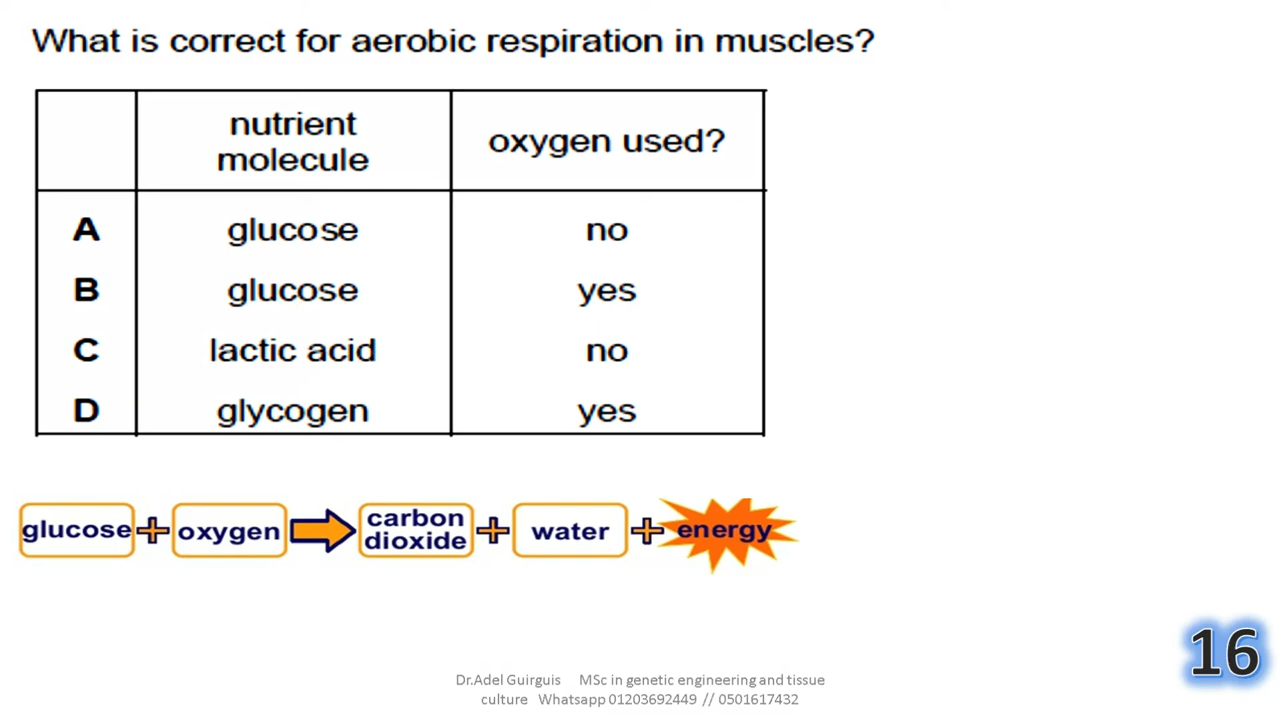 What is correct for aerobic respiration in muscles?
nutrient
molecule
oxygen used?
A glucose no
B glucose yes
C lactic acid no
D glycogen yes
glucose + oxygen carbon dioxide + water + energy
16
Dr.Adel Guirguis MSc in genetic engineering and tissue
culture Whatsapp 01203692449 // 0501617432